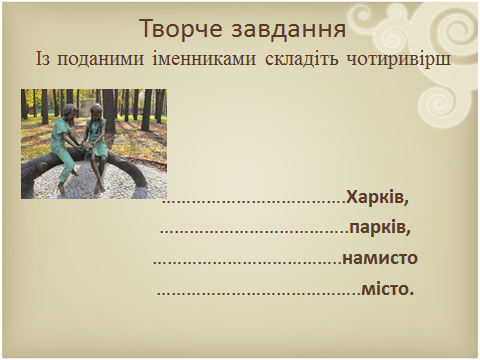 Творче завдання
Із поданими іменниками складіть чотиривірш
………………………………..Харків,
………………………………..парків,
………………………………..намисто
…………………………………..місто.